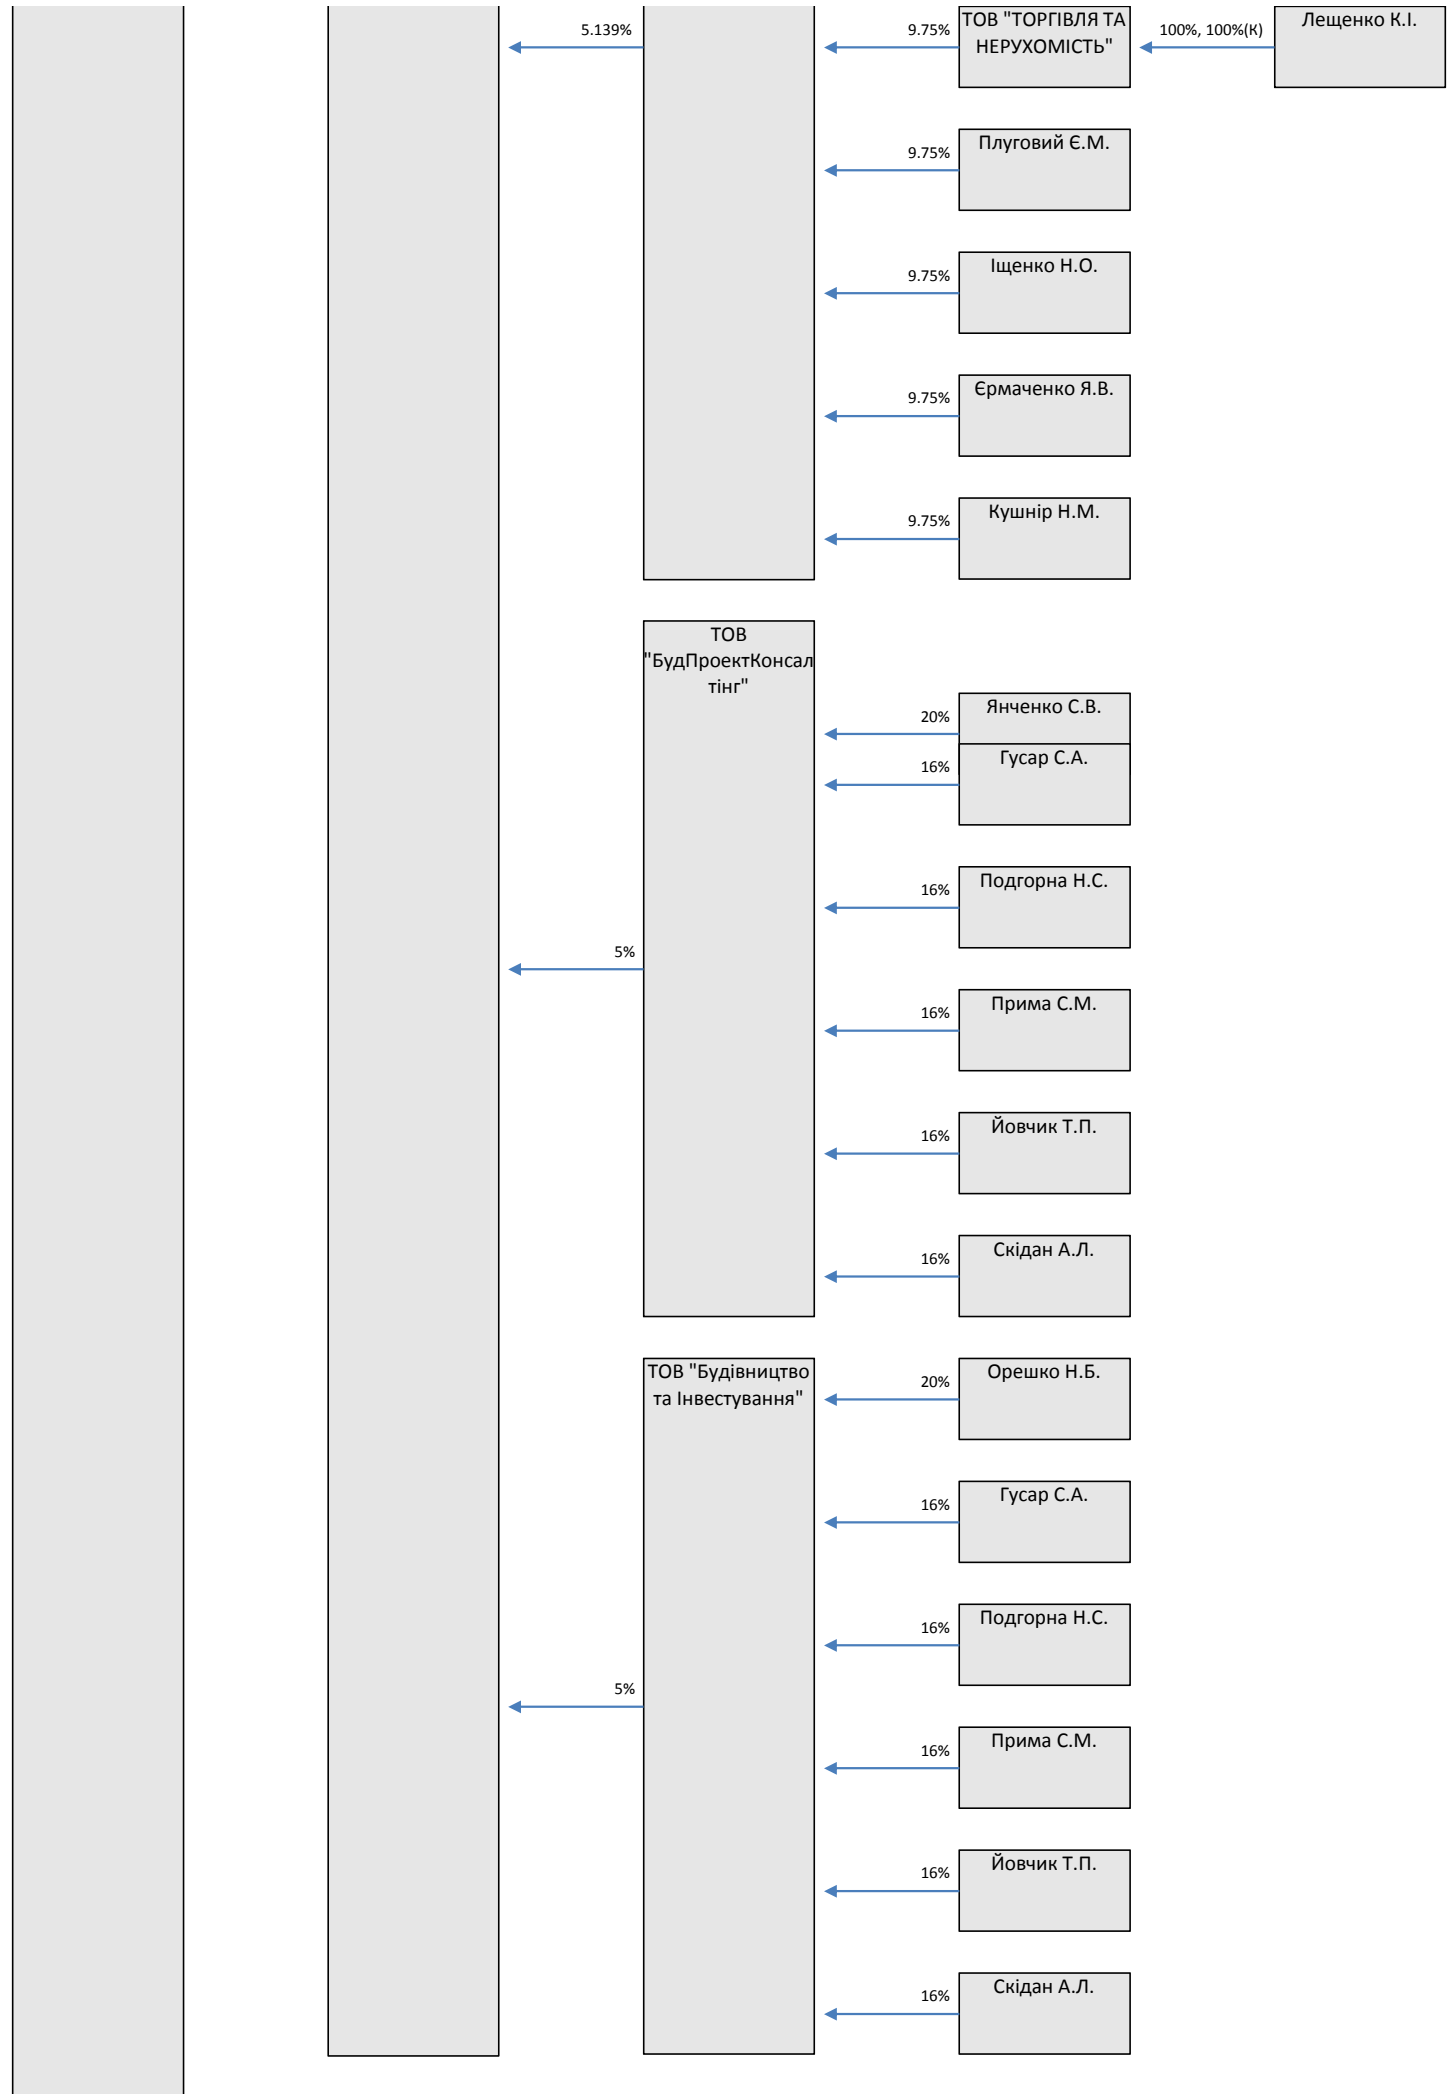 5.139%
9.75%
ТОВ "ТОРГІВЛЯ ТА
НЕРУХОМІСТЬ"
100%, 100%(К)
Лещенко К.І.
9.75%
Плуговий Є.М.
9.75%
Іщенко Н.О.
9.75%
Єрмаченко Я.В.
9.75%
Кушнір Н.М.
ТОВ
"БудПроектКонсал
тінг"
20%
Янченко С.В.
16%
Гусар С.А.
16%
Подгорна Н.С.
5%
16%
Прима С.М.
16%
Йовчик Т.П.
16%
Скідан А.Л.
ТОВ "Будівництво
та Інвестування"
20%
Орешко Н.Б.
16%
Гусар С.А.
16%
Подгорна Н.С.
5%
16%
Прима С.М.
16%
Йовчик Т.П.
16%
Скідан А.Л.